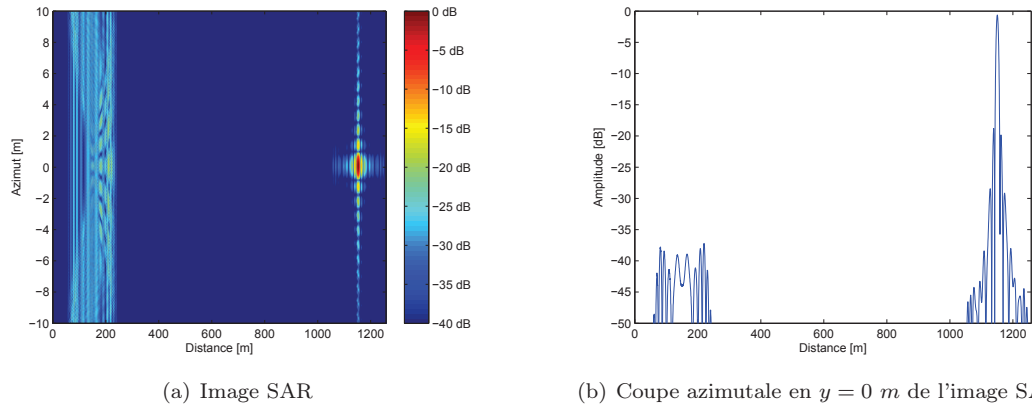 10
8
6
4
2
0
−2
−4
−6
−8
−10
Azimut [m]
0 200 400 600 800 1000 1200
Distance [m]
0 dB
−5 dB
−10 dB
−15 dB
−20 dB
−25 dB
−30 dB
−35 dB
−40 dB
(a) Image SAR
0
−5
−10
−15
−20
−25
−30
−35
−40
−45
−50
Amplitude [dB]
0 200 400 600 800 1000 1200
Distance [m]
(b) Coupe azimutale en y = 0 m de l'image